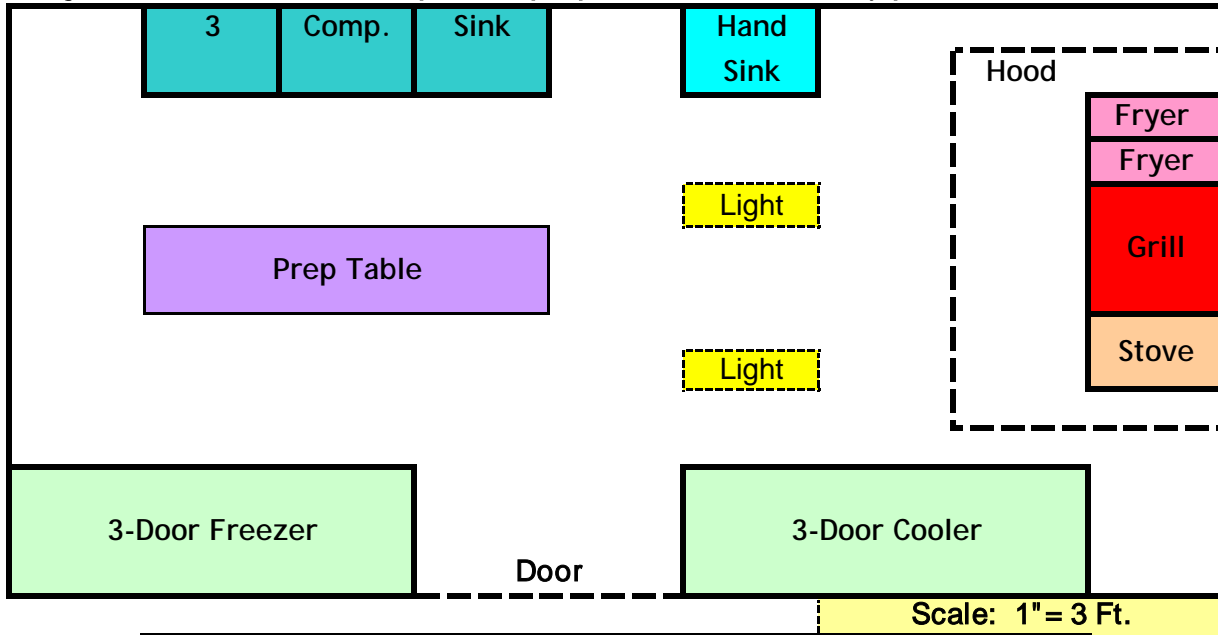 3 Comp. Sink
Hand
Sink
Hood
Fryer
Fryer
Light
Grill
Prep Table
Stove
Light
3-Door Freezer
3-Door Cooler
Door
Scale: 1"= 3 Ft.